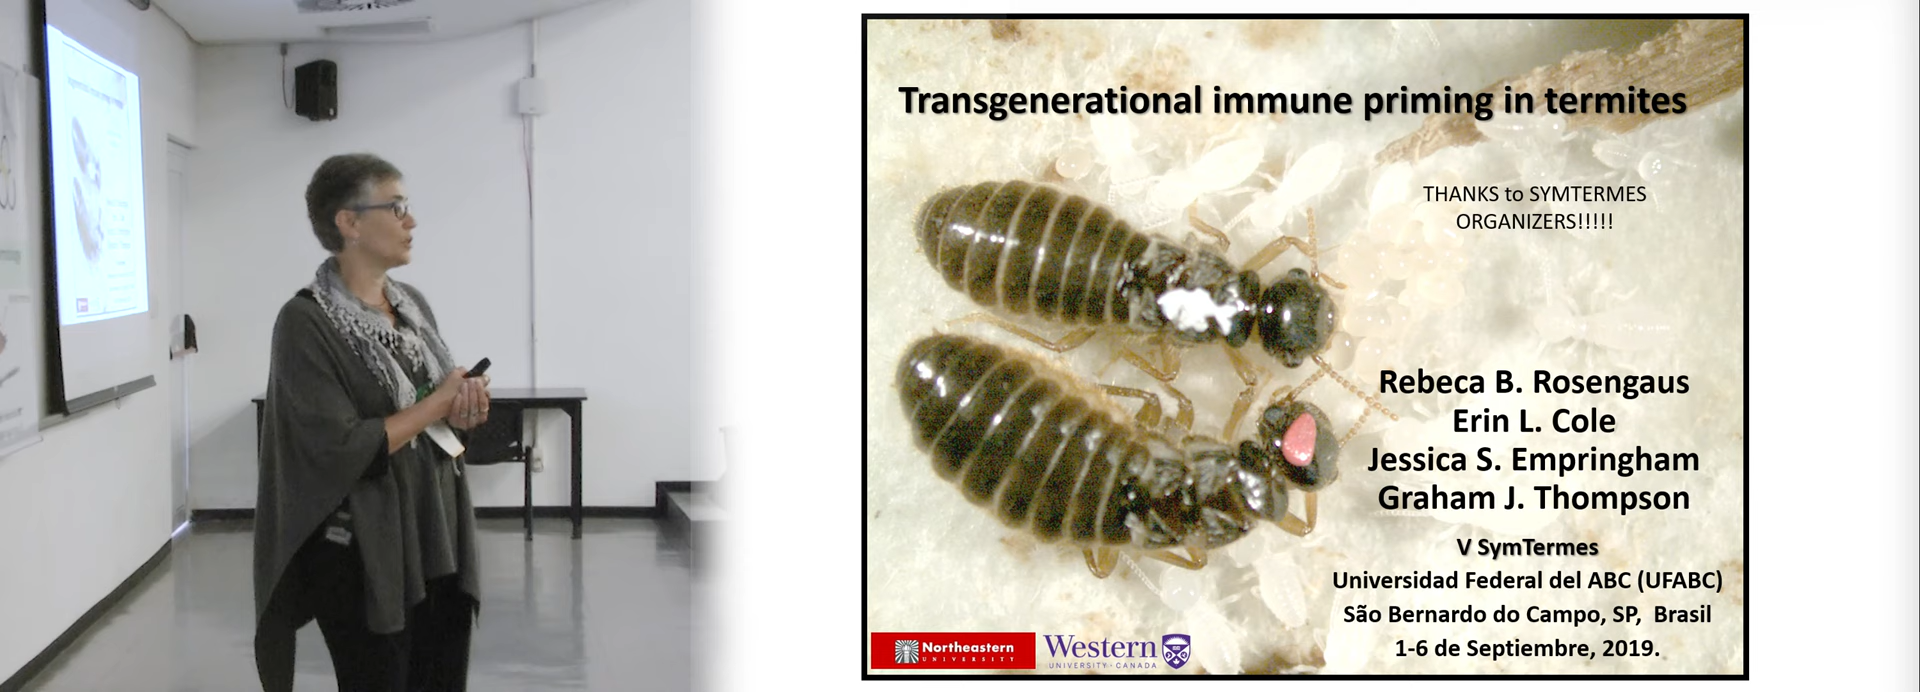 Transgenerational immune priming in termites
THANKS to SYMTERMES
ORGANIZERS!!!!!
Rebeca B. Rosengaus
Erin L. Cole
Jessica S. Empringham
Graham J. Thompson
V SymTermes
Universidad Federal del ABC (UFABC)
São Bernardo do Campo, SP, Brasil
1-6 de Septiembre, 2019.
Northeastern
UNIVERSITY
Western
UNIVERSITY · CANADA